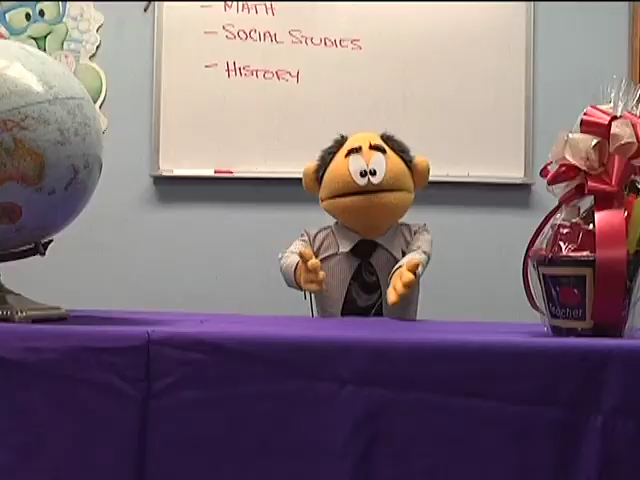 - MATH
- SOCIAL STUDIES
- HISTORY
Teacher